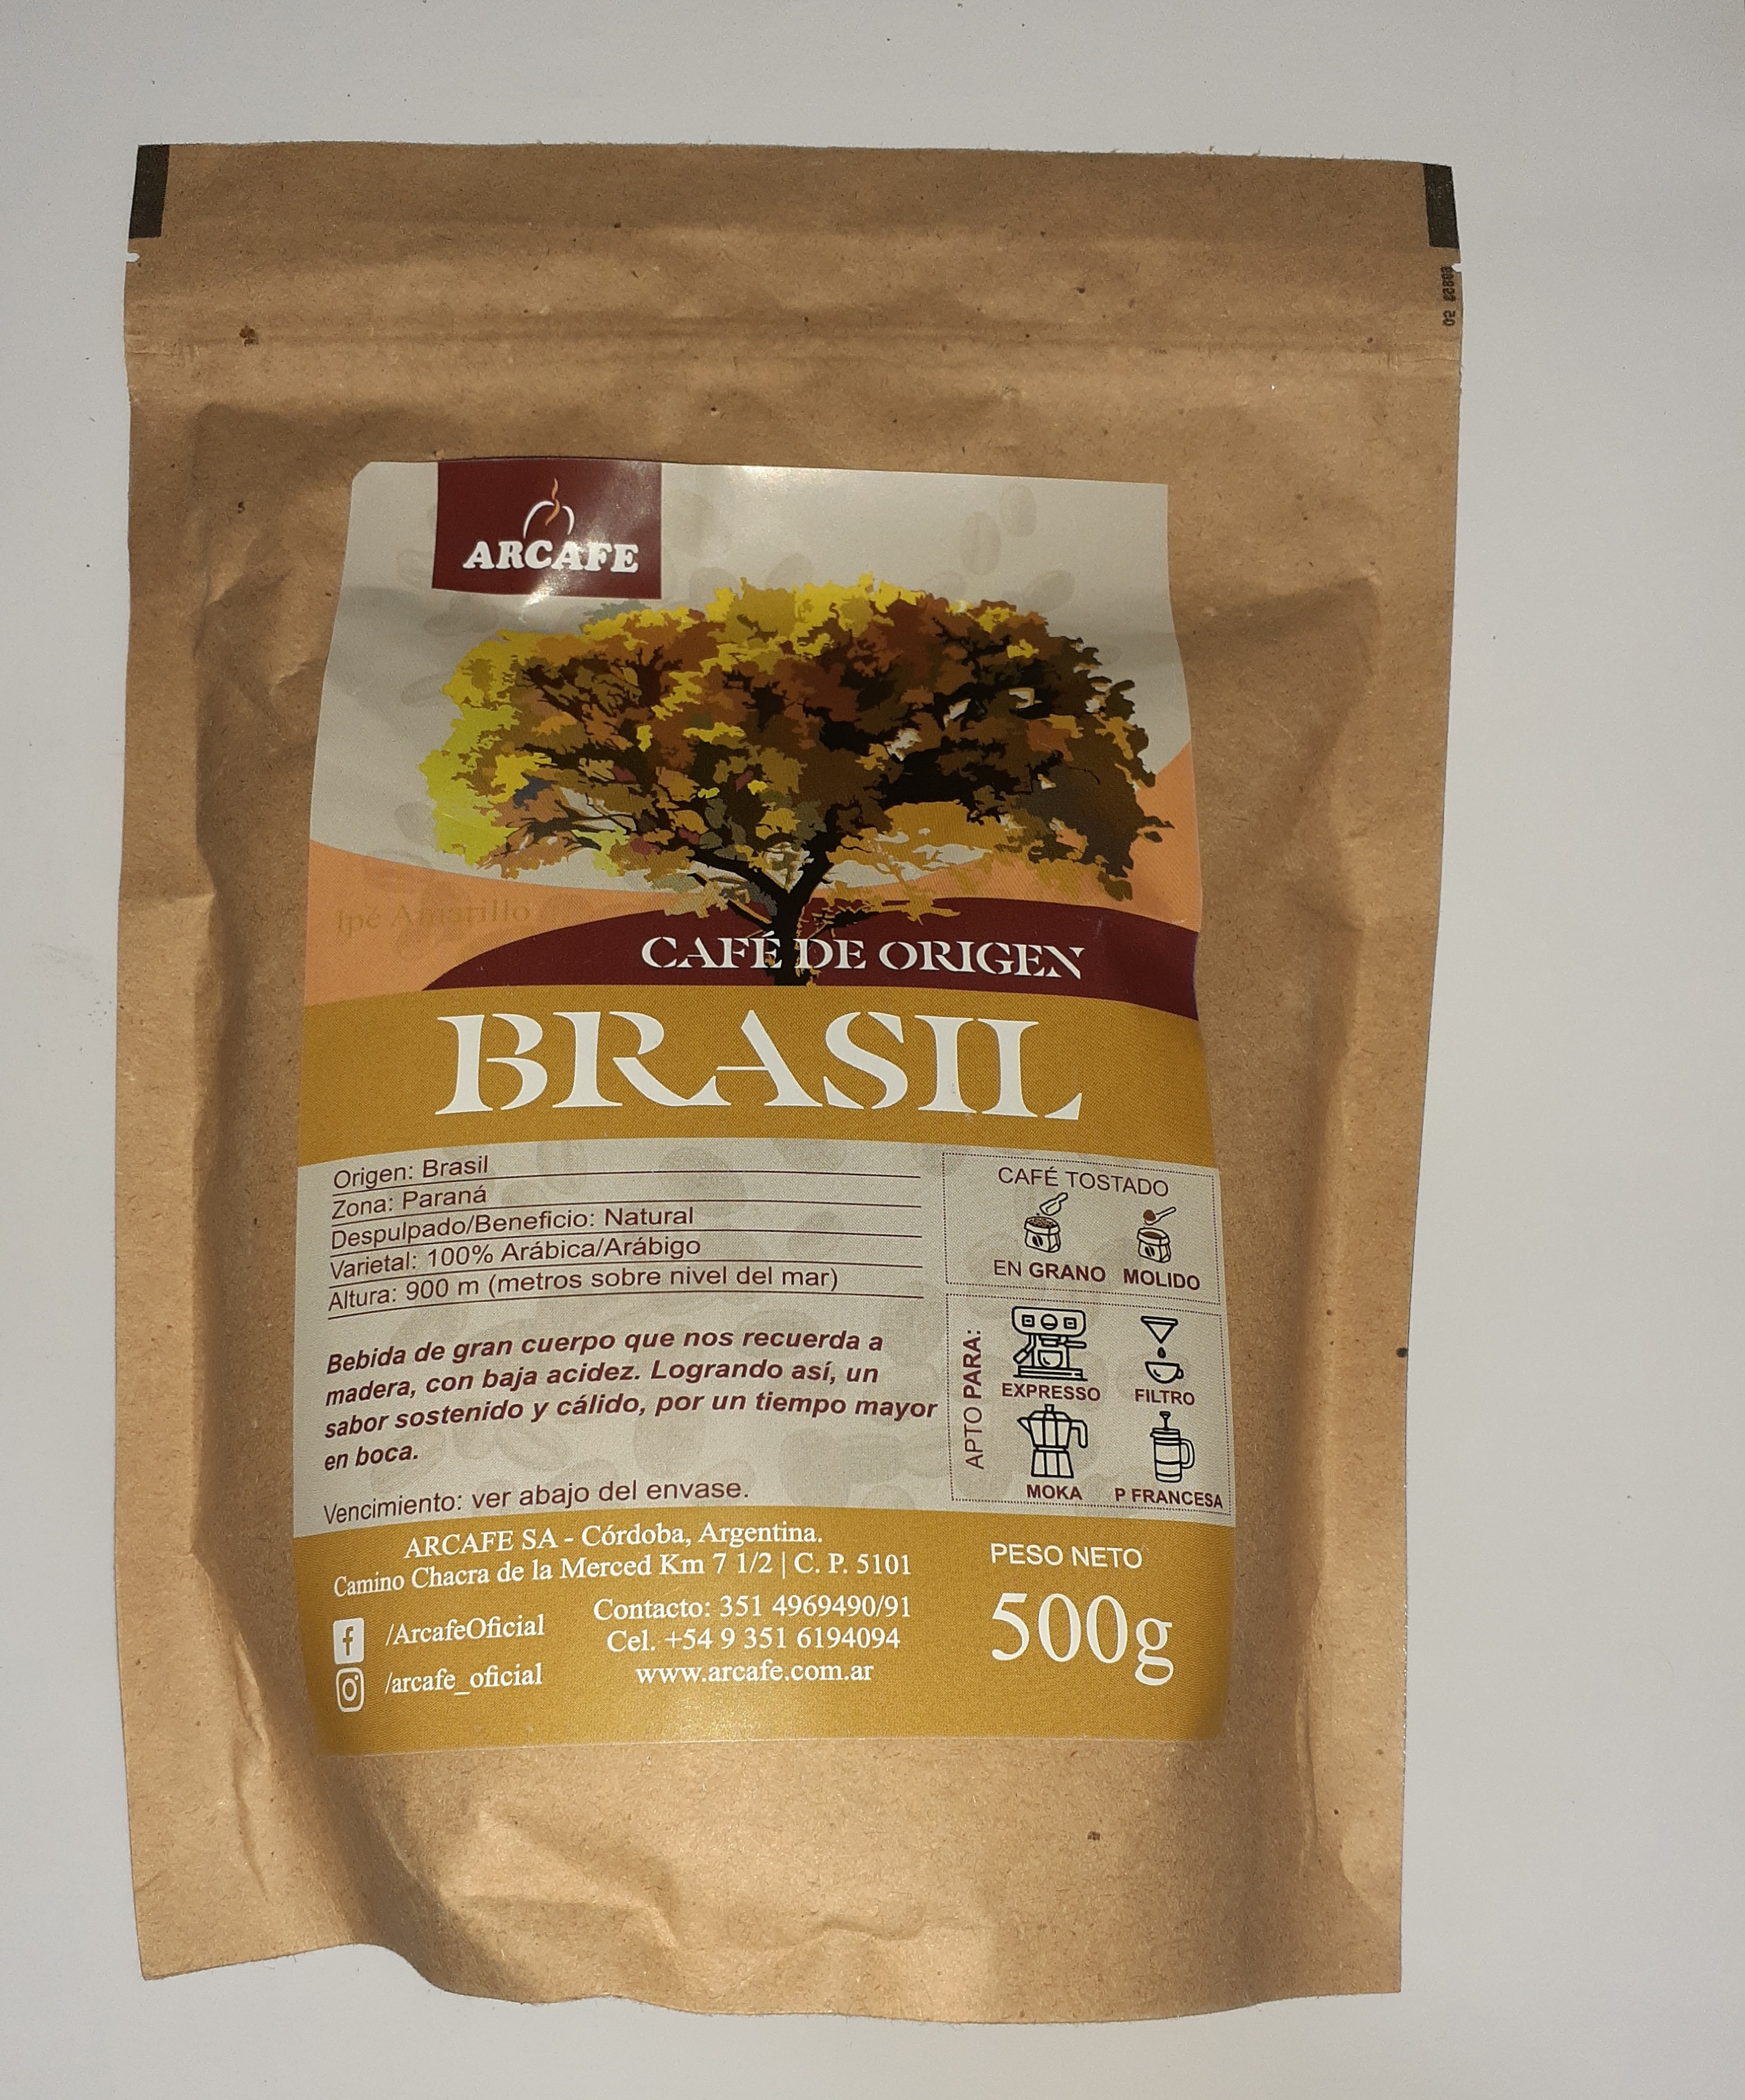 ARCAFE
Ipé Amarillo
CAFÉ DE ORIGEN
BRASIL
Origen: Brasil
Zona: Paraná
Despulpado/Beneficio: Natural
Varietal: 100% Arábica/Arábigo
Altura: 900 m (metros sobre nivel del mar)
Bebida de gran cuerpo que nos recuerda a
madera, con baja acidez. Logrando así, un
sabor sostenido y cálido, por un tiempo mayor
en boca.
Vencimiento: ver abajo del envase.
CAFÉ TOSTADO
EN GRANO MOLIDO
APTO PARA:
EXPRESSO FILTRO
MOKA P FRANCESA
ARCAFE SA - Córdoba, Argentina.
Camino Chacra de la Merced Km 7 1/2 | C. P. 5101
/ArcafeOficial
/arcafe_oficial
Contacto: 351 4969490/91
Cel. +54 9 351 6194094
www.arcafe.com.ar
PESO NETO
500g